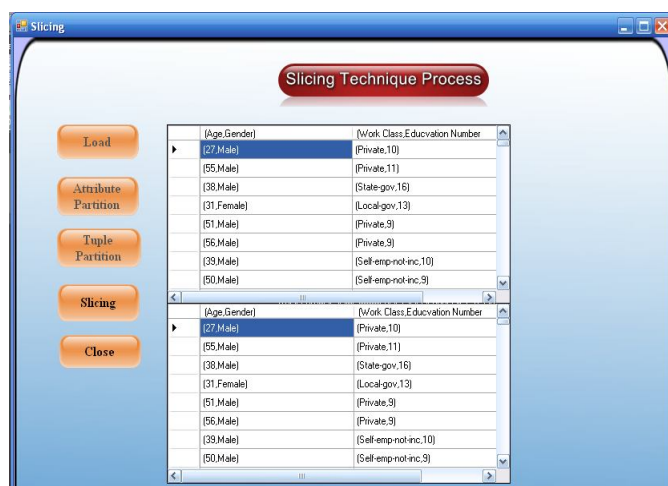 Slicing
Slicing Technique Process
Load
Attribute
Partition
Tuple
Partition
Slicing
Close
(Age,Gender) (Work Class,Educvation Number
(27,Male) (Private,10)
(55,Male) (Private,11)
(38,Male) (State-gov,16)
(31,Female) (Local-gov,13)
(51,Male) (Private,9)
(56,Male) (Private,9)
(39,Male) (Self-emp-not-inc,10)
(50,Male) (Self-emp-not-inc,9)
(Age,Gender) (Work Class,Educvation Number
(27,Male) (Private,10)
(55,Male) (Private,11)
(38,Male) (State-gov,16)
(31,Female) (Local-gov,13)
(51,Male) (Private,9)
(56,Male) (Private,9)
(39,Male) (Self-emp-not-inc,10)
(50,Male) (Self-emp-not-inc,9)